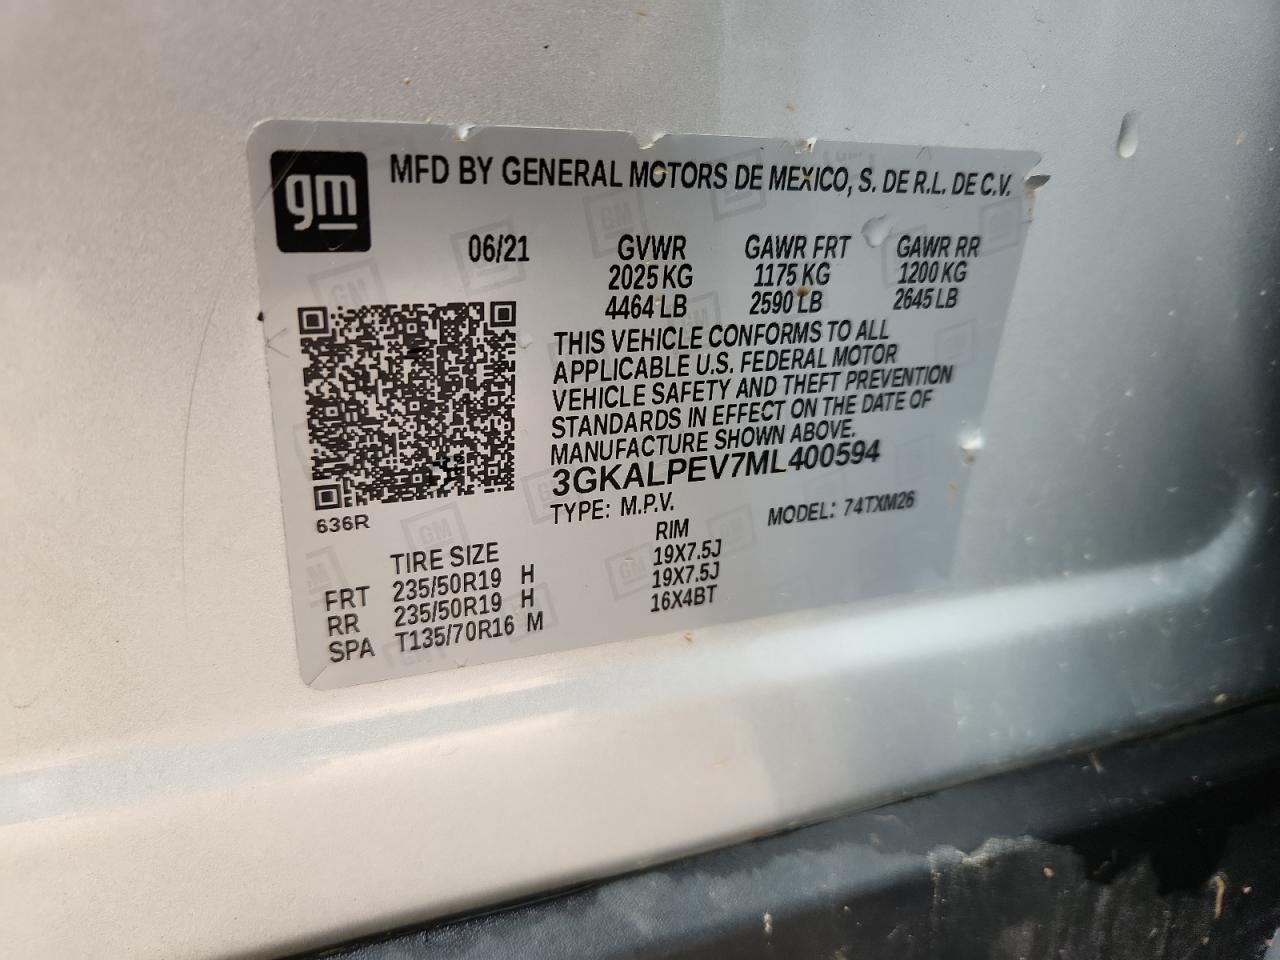 gm
MFD BY GENERAL MOTORS DE MEXICO, S. DE R.L. DE C.V.
06/21 GVWR GAWR FRT GAWR RR
2025 KG 1175 KG 1200 KG
4464 LB 2590 LB 2645 LB
THIS VEHICLE CONFORMS TO ALL
APPLICABLE U.S. FEDERAL MOTOR
VEHICLE SAFETY AND THEFT PREVENTION
STANDARDS IN EFFECT ON THE DATE OF
MANUFACTURE SHOWN ABOVE.
3GKALPEV7ML400594
TYPE: M.P.V. MODEL: 74TXM26
636R
TIRE SIZE RIM
FRT 235/50R19 H 19X7.5J
RR 235/50R19 H 19X7.5J
SPA T135/70R16 M 16X4BT